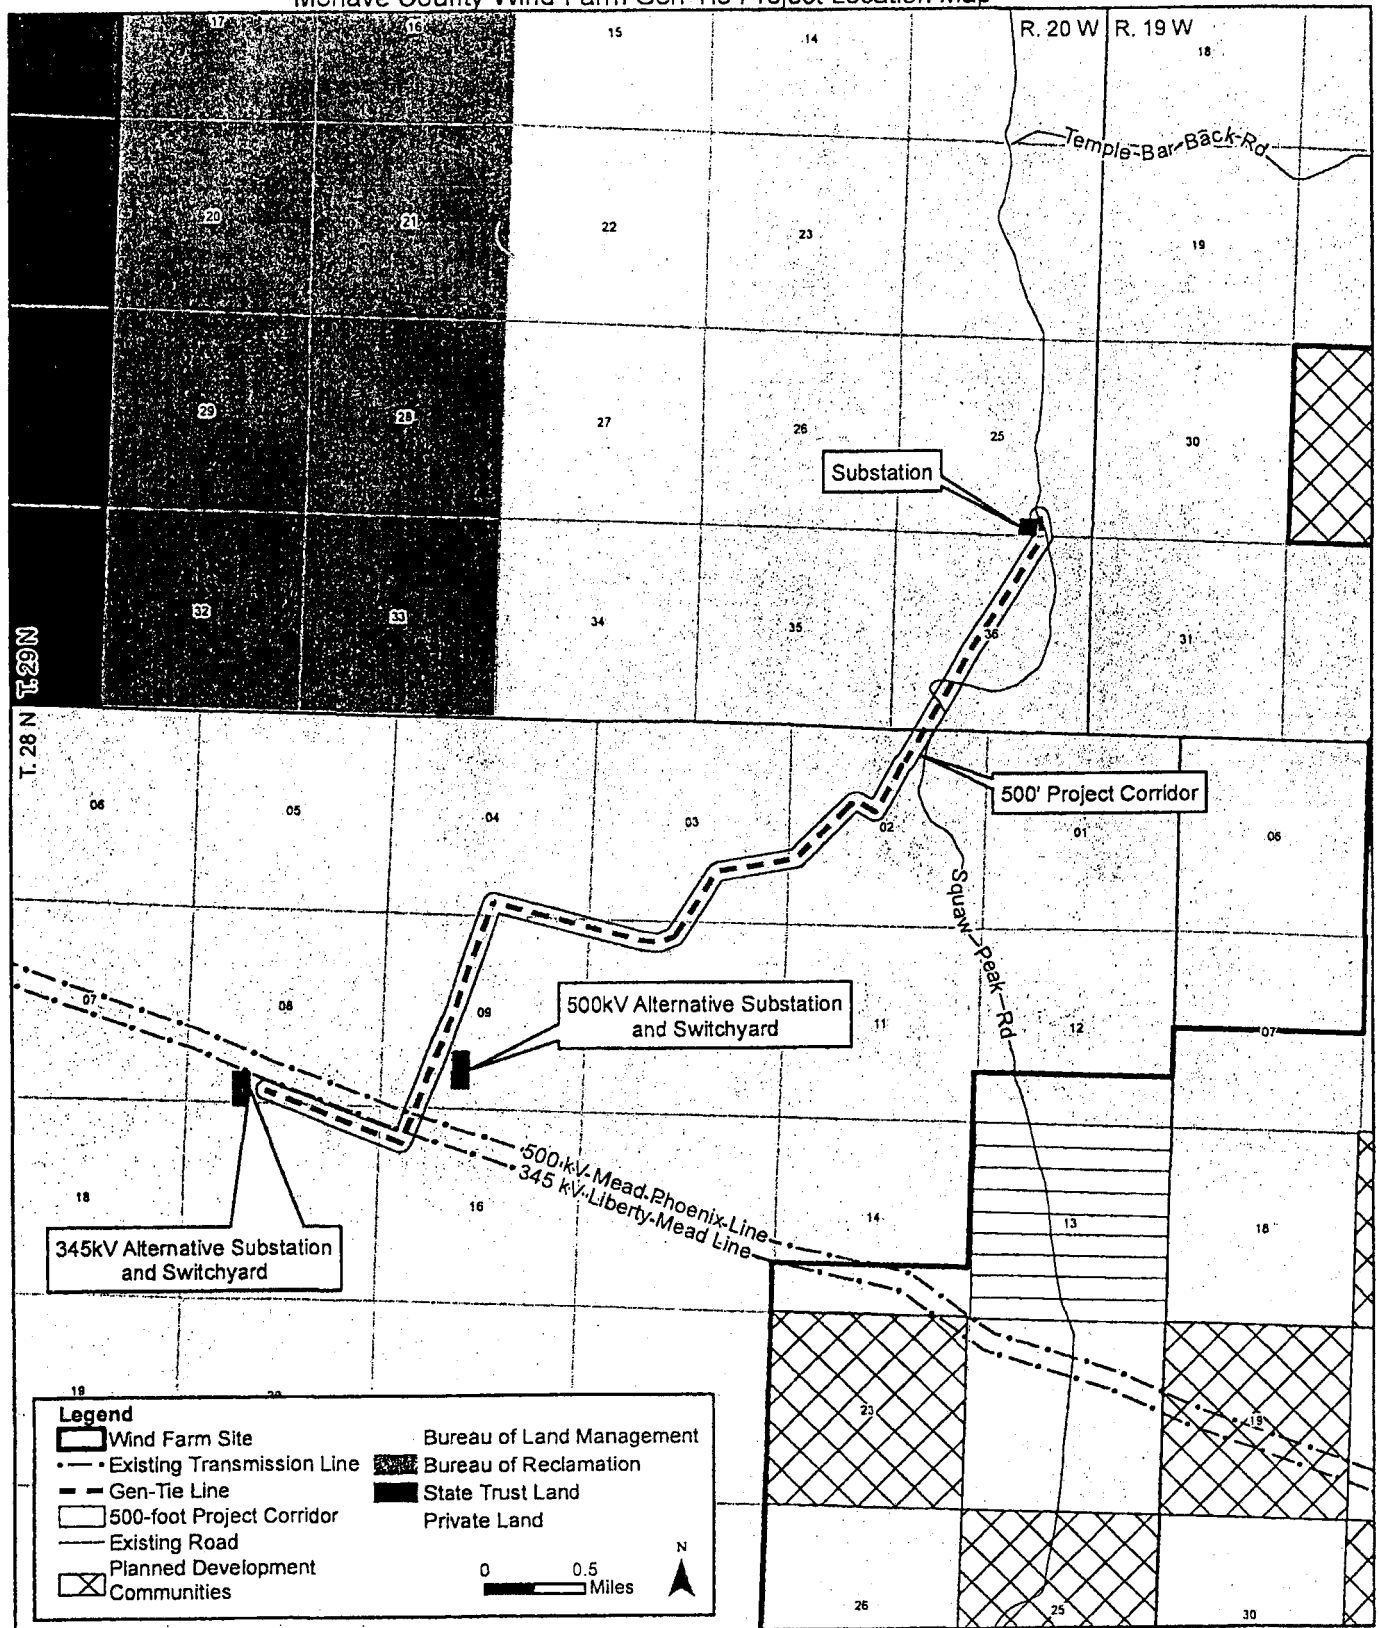 Mohave County Wind Farm Gen-Tie Project Location Map
R. 20 W R. 19 W
17 16 15 14 18
Temple Bar Back Rd
20 21 22 23 19
29 28 27 26 25 30
Substation
32 33 34 35 36 31
T. 29 N
T. 28 N
500' Project Corridor
06 05 04 03 02 01 06
Squaw Peak Rd
07 08 09 11 12 07
500kV Alternative Substation
and Switchyard
500 kV Mead Phoenix Line
345 kV Liberty-Mead Line
18 16 14 13 18
345kV Alternative Substation
and Switchyard
19 20 23 19
Legend
Wind Farm Site
Existing Transmission Line
Gen-Tie Line
500-foot Project Corridor
Existing Road
Planned Development
Communities
Bureau of Land Management
Bureau of Reclamation
State Trust Land
Private Land
0 0.5
Miles
N
26 25 30